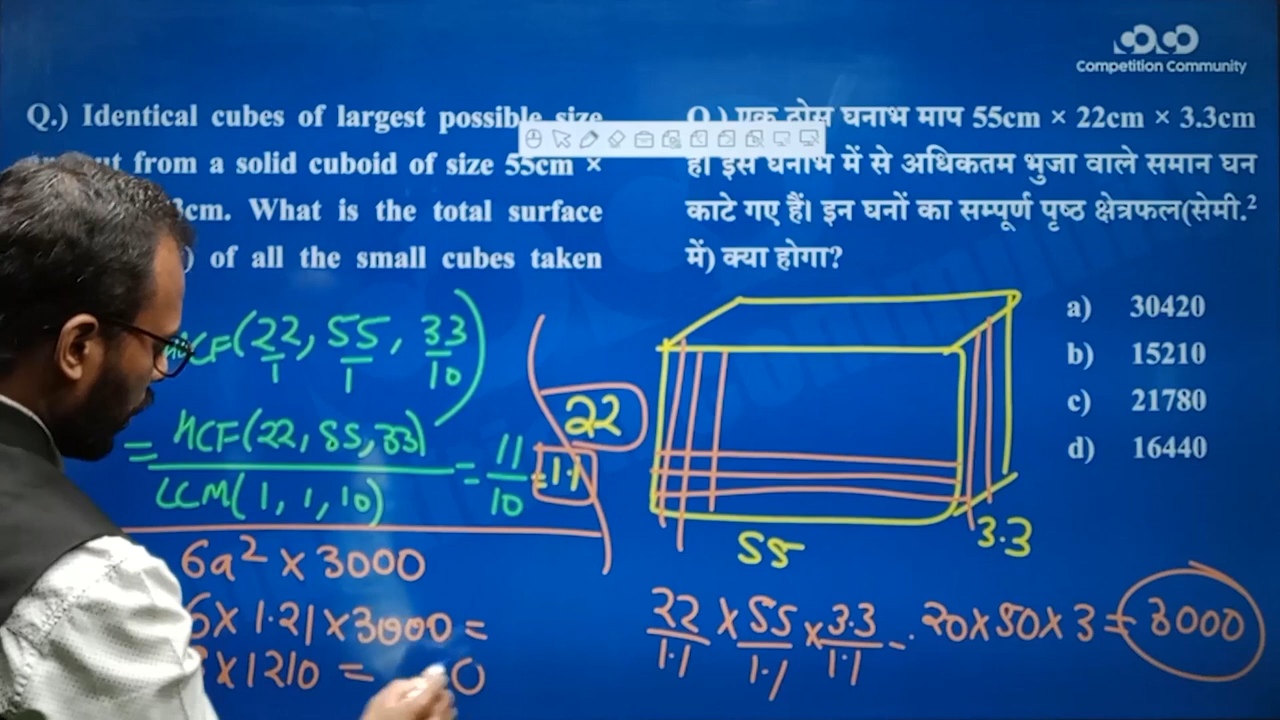 Competition Community
Q.) Identical cubes of largest possible size
from a solid cuboid of size 55cm ×
3cm. What is the total surface
) of all the small cubes taken
Q.) एक ठोस घनाभ माप 55cm × 22cm × 3.3cm
है। इस घनाभ में से अधिकतम भुजा वाले समान घन
काटे गए हैं। इन घनों का सम्पूर्ण पृष्ठ क्षेत्रफल(सेमी.²
में) क्या होगा?
a) 30420
b) 15210
c) 21780
d) 16440
CF(22/1, 55/1, 33/10)
= HCF(22, 55, 33) / LCM(1, 1, 10) = 11/10 = 1.1
6a² × 3000
6 × 1.21 × 3000 =
× 1210 = 0
22
55
3.3
22/1.1 × 55/1.1 × 3.3/1.1 = 20 × 50 × 3 = 3000